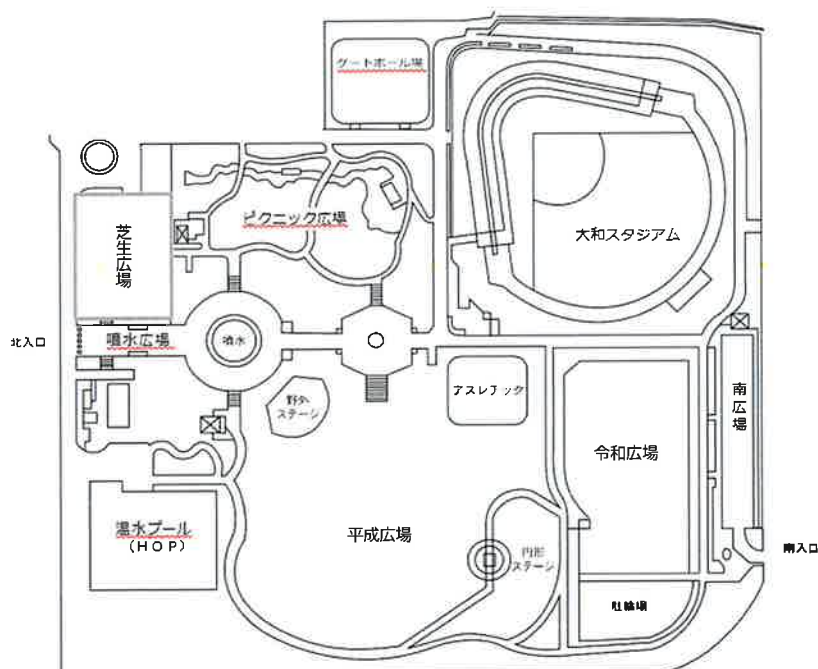 ゲートボール場
ピクニック広場
大和スタジアム
芝生広場
北入口
噴水広場
噴水
野外
ステージ
アスレチック
南広場
令和広場
温水プール
(HOP)
平成広場
円形
ステージ
南入口
駐輪場